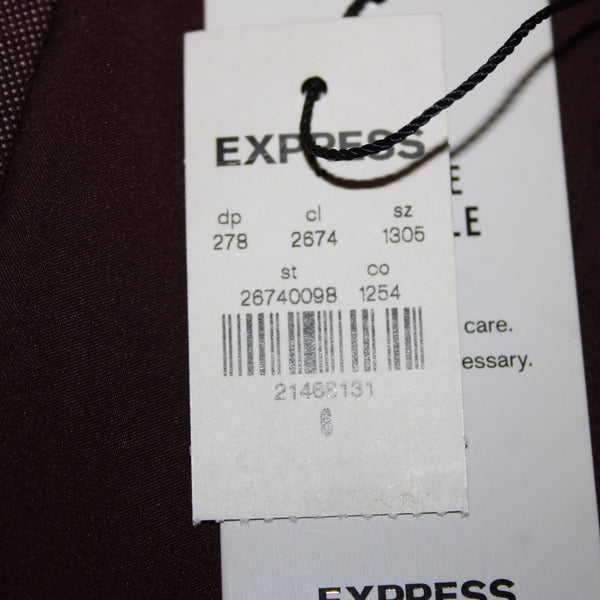 EXPRESS
dp cl sz
278 2674 1305
st co
26740098 1254
21468131
6
E
LE
care.
essary.
EXPRESS